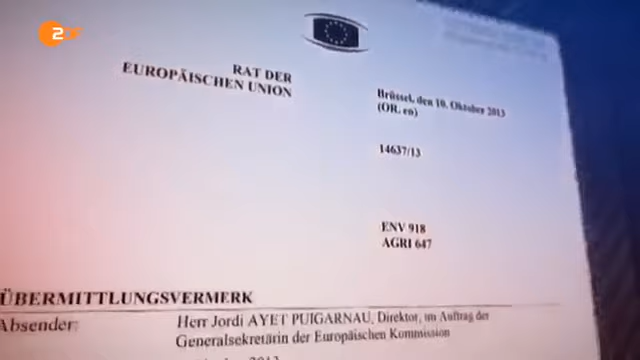 2DF
RAT DER
EUROPÄISCHEN UNION
Brüssel, den 10. Oktober 2013
(OR. en)
14637/13
ENV 918
AGRI 647
ÜBERMITTLUNGSVERMERK
Absender:
Herr Jordi AYET PUIGARNAU, Direktor, im Auftrag der
Generalsekretärin der Europäischen Kommission